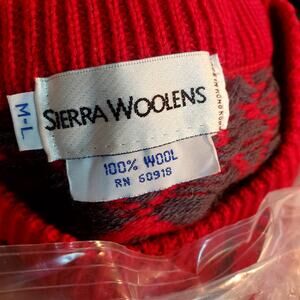 M-L
SIERRA WOOLENS
100% WOOL
RN 60918